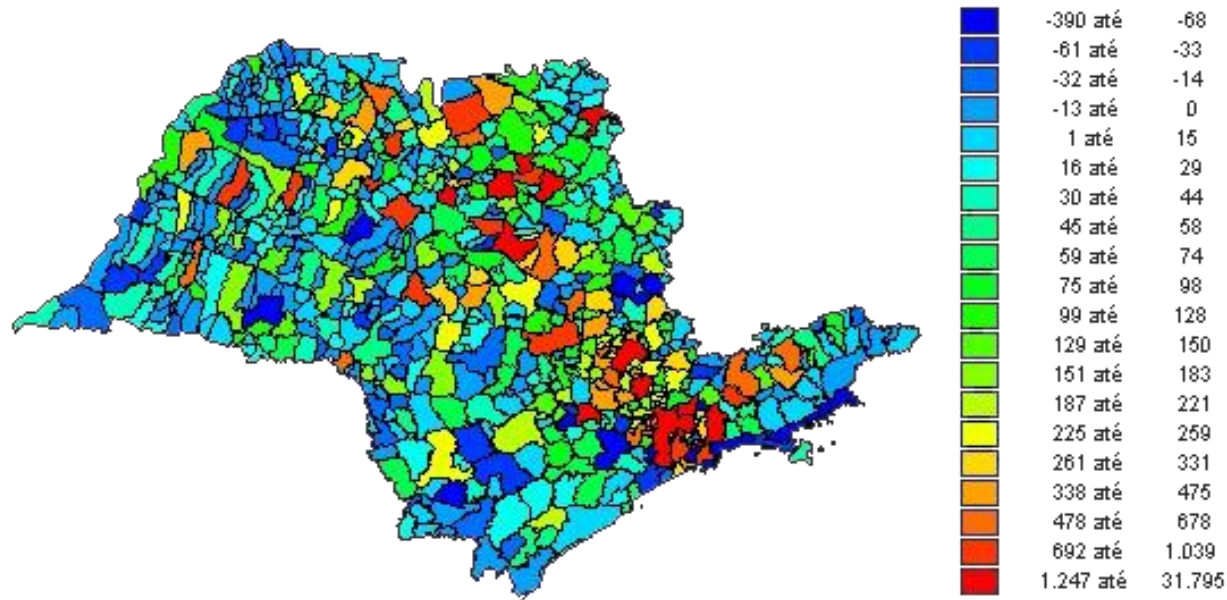 -390 até -68
-61 até -33
-32 até -14
-13 até 0
1 até 15
16 até 29
30 até 44
45 até 58
59 até 74
75 até 98
99 até 128
129 até 150
151 até 183
187 até 221
225 até 259
261 até 331
338 até 475
478 até 678
692 até 1.039
1.247 até 31.795